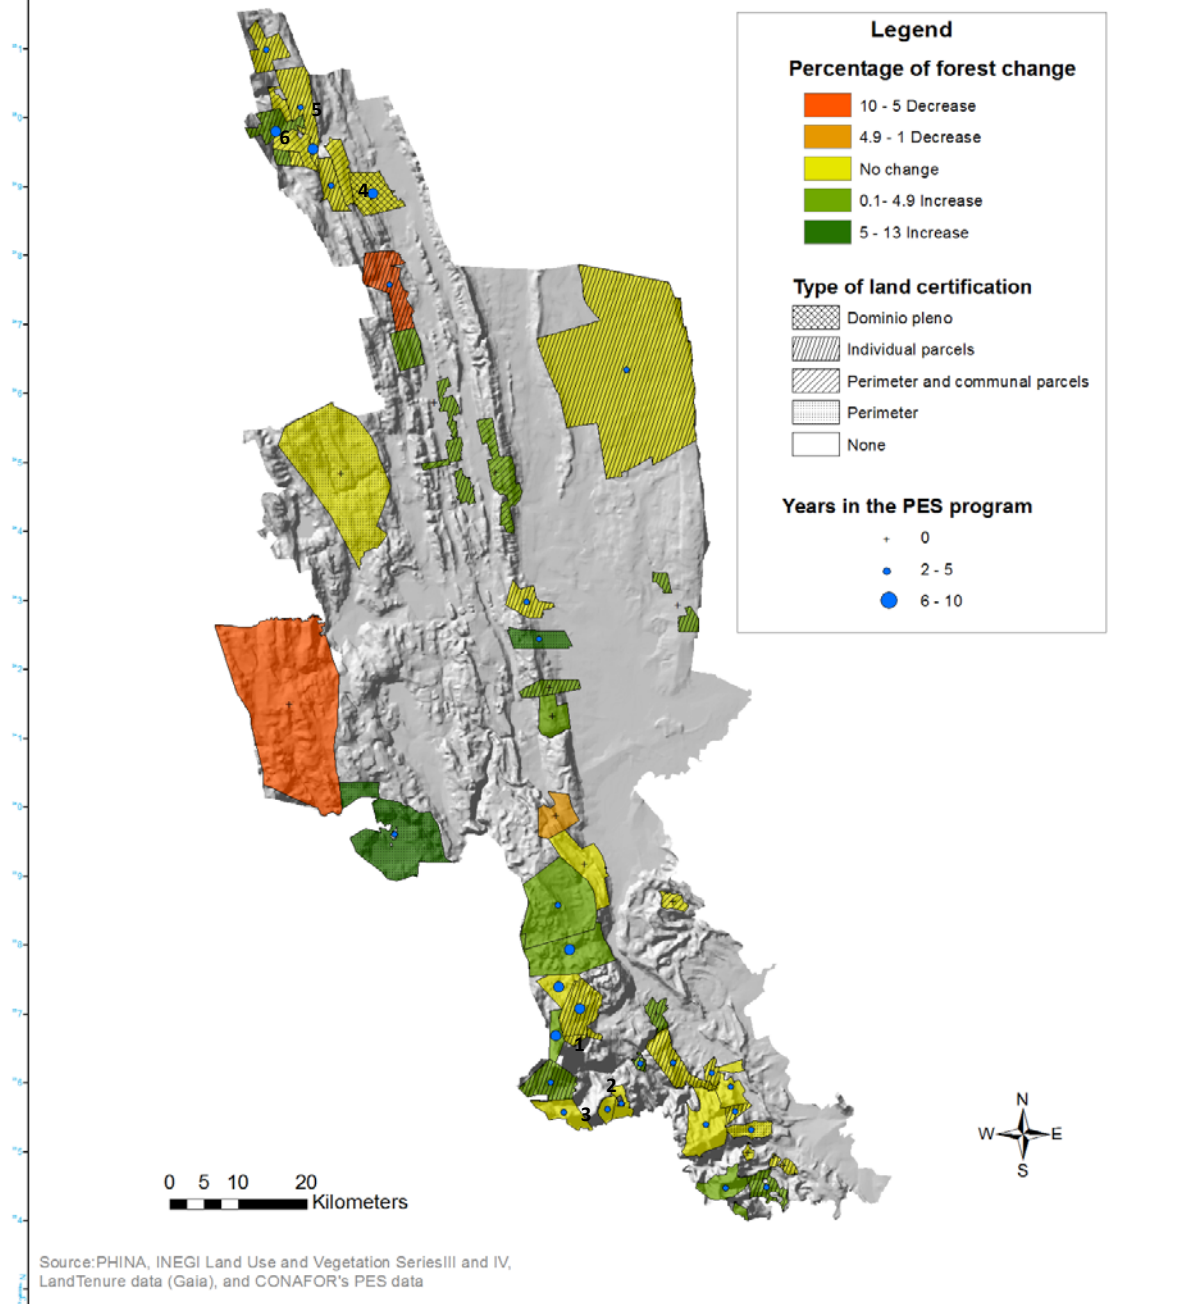 Legend
Percentage of forest change
10 - 5 Decrease
4.9 - 1 Decrease
No change
0.1- 4.9 Increase
5 - 13 Increase
Type of land certification
Dominio pleno
Individual parcels
Perimeter and communal parcels
Perimeter
None
Years in the PES program
0
2 - 5
6 - 10
5
6
4
1
2
3
N
W E
S
0 5 10 20
Kilometers
Source:PHINA, INEGI Land Use and Vegetation SeriesIII and IV,
LandTenure data (Gaia), and CONAFOR's PES data